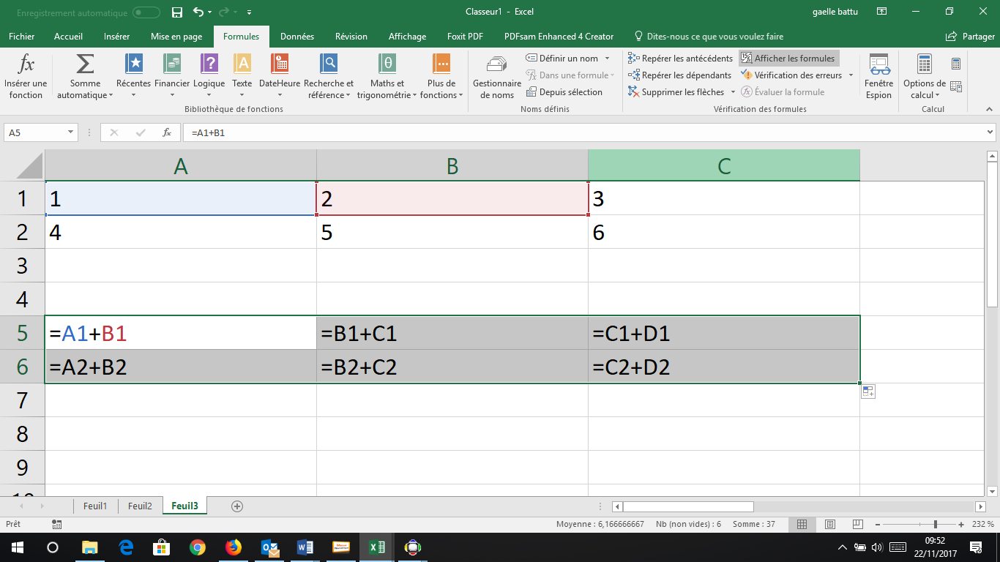 Enregistrement automatique
Classeur1 - Excel
gaelle battu
Fichier Accueil Insérer Mise en page Formules Données Révision Affichage Foxit PDF PDFsam Enhanced 4 Creator Dites-nous ce que vous voulez faire Partager
fx Σ A θ
Insérer une fonction
Somme automatique
Récentes
Financier
Logique
Texte
DateHeure
Recherche et référence
Maths et trigonométrie
Plus de fonctions
Bibliothèque de fonctions
Gestionnaire de noms
Définir un nom
Dans une formule
Depuis sélection
Noms définis
Repérer les antécédents
Repérer les dépendants
Supprimer les flèches
Afficher les formules
Vérification des erreurs
Évaluer la formule
Vérification des formules
Fenêtre Espion
Options de calcul
Calcul
A5 fx =A1+B1
A B C
1 1 2 3
2 4 5 6
3
4
5 =A1+B1 =B1+C1 =C1+D1
6 =A2+B2 =B2+C2 =C2+D2
7
8
9
10
Feuil1 Feuil2 Feuil3
Prêt Moyenne : 6,166666667 Nb (non vides) : 6 Somme : 37 232 %
09:52
22/11/2017